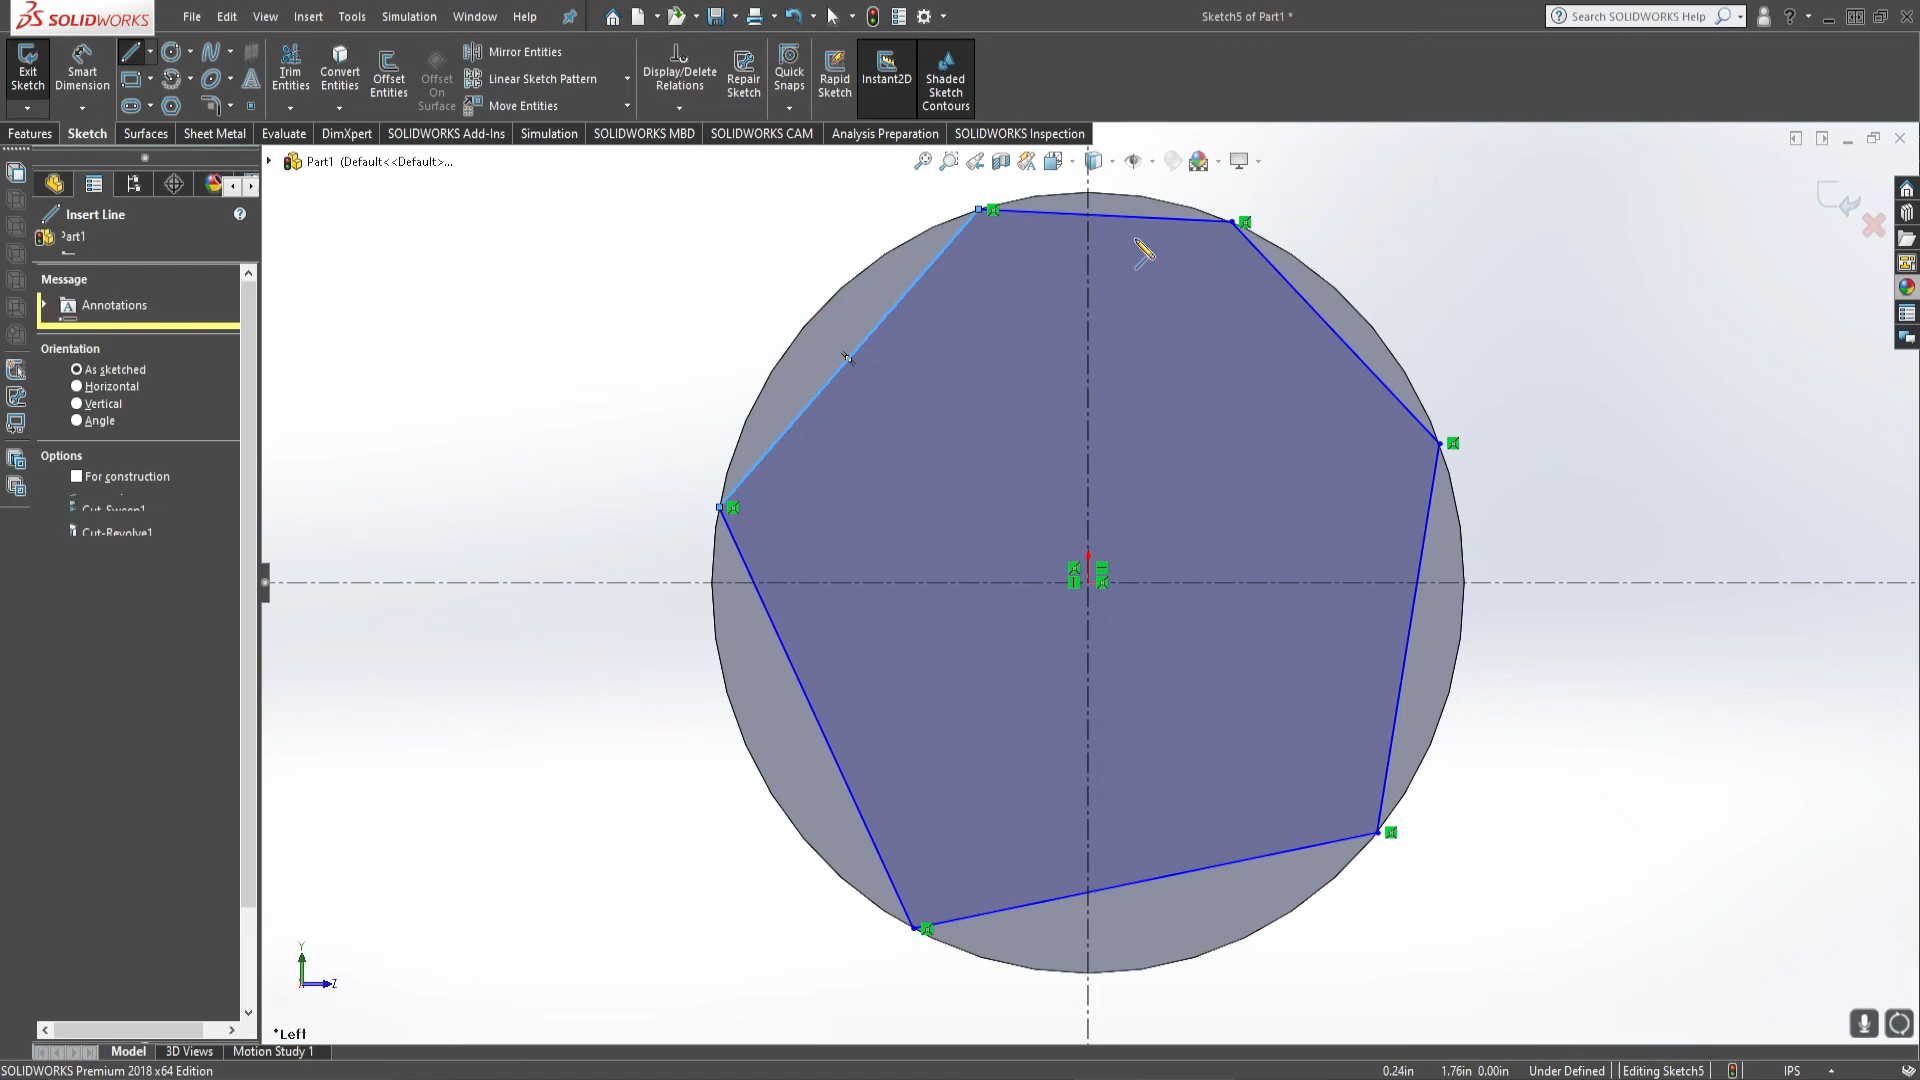 SOLIDWORKS
File Edit View Insert Tools Simulation Window Help
Sketch5 of Part1 *
Search SOLIDWORKS Help
Exit Sketch
Smart Dimension
Trim Entities
Convert Entities
Offset Entities
Offset On Surface
Mirror Entities
Linear Sketch Pattern
Move Entities
Display/Delete Relations
Repair Sketch
Quick Snaps
Rapid Sketch
Instant2D
Shaded Sketch Contours
Features Sketch Surfaces Sheet Metal Evaluate DimXpert SOLIDWORKS Add-Ins Simulation SOLIDWORKS MBD SOLIDWORKS CAM Analysis Preparation SOLIDWORKS Inspection
Part1 (Default<<Default>...
Insert Line
Part1
Message
Annotations
Orientation
As sketched
Horizontal
Vertical
Angle
Options
For construction
Cut-Sweep1
Cut-Revolve1
Y
Z
*Left
Model 3D Views Motion Study 1
SOLIDWORKS Premium 2018 x64 Edition
0.24in 1.76in 0.00in Under Defined Editing Sketch5 IPS